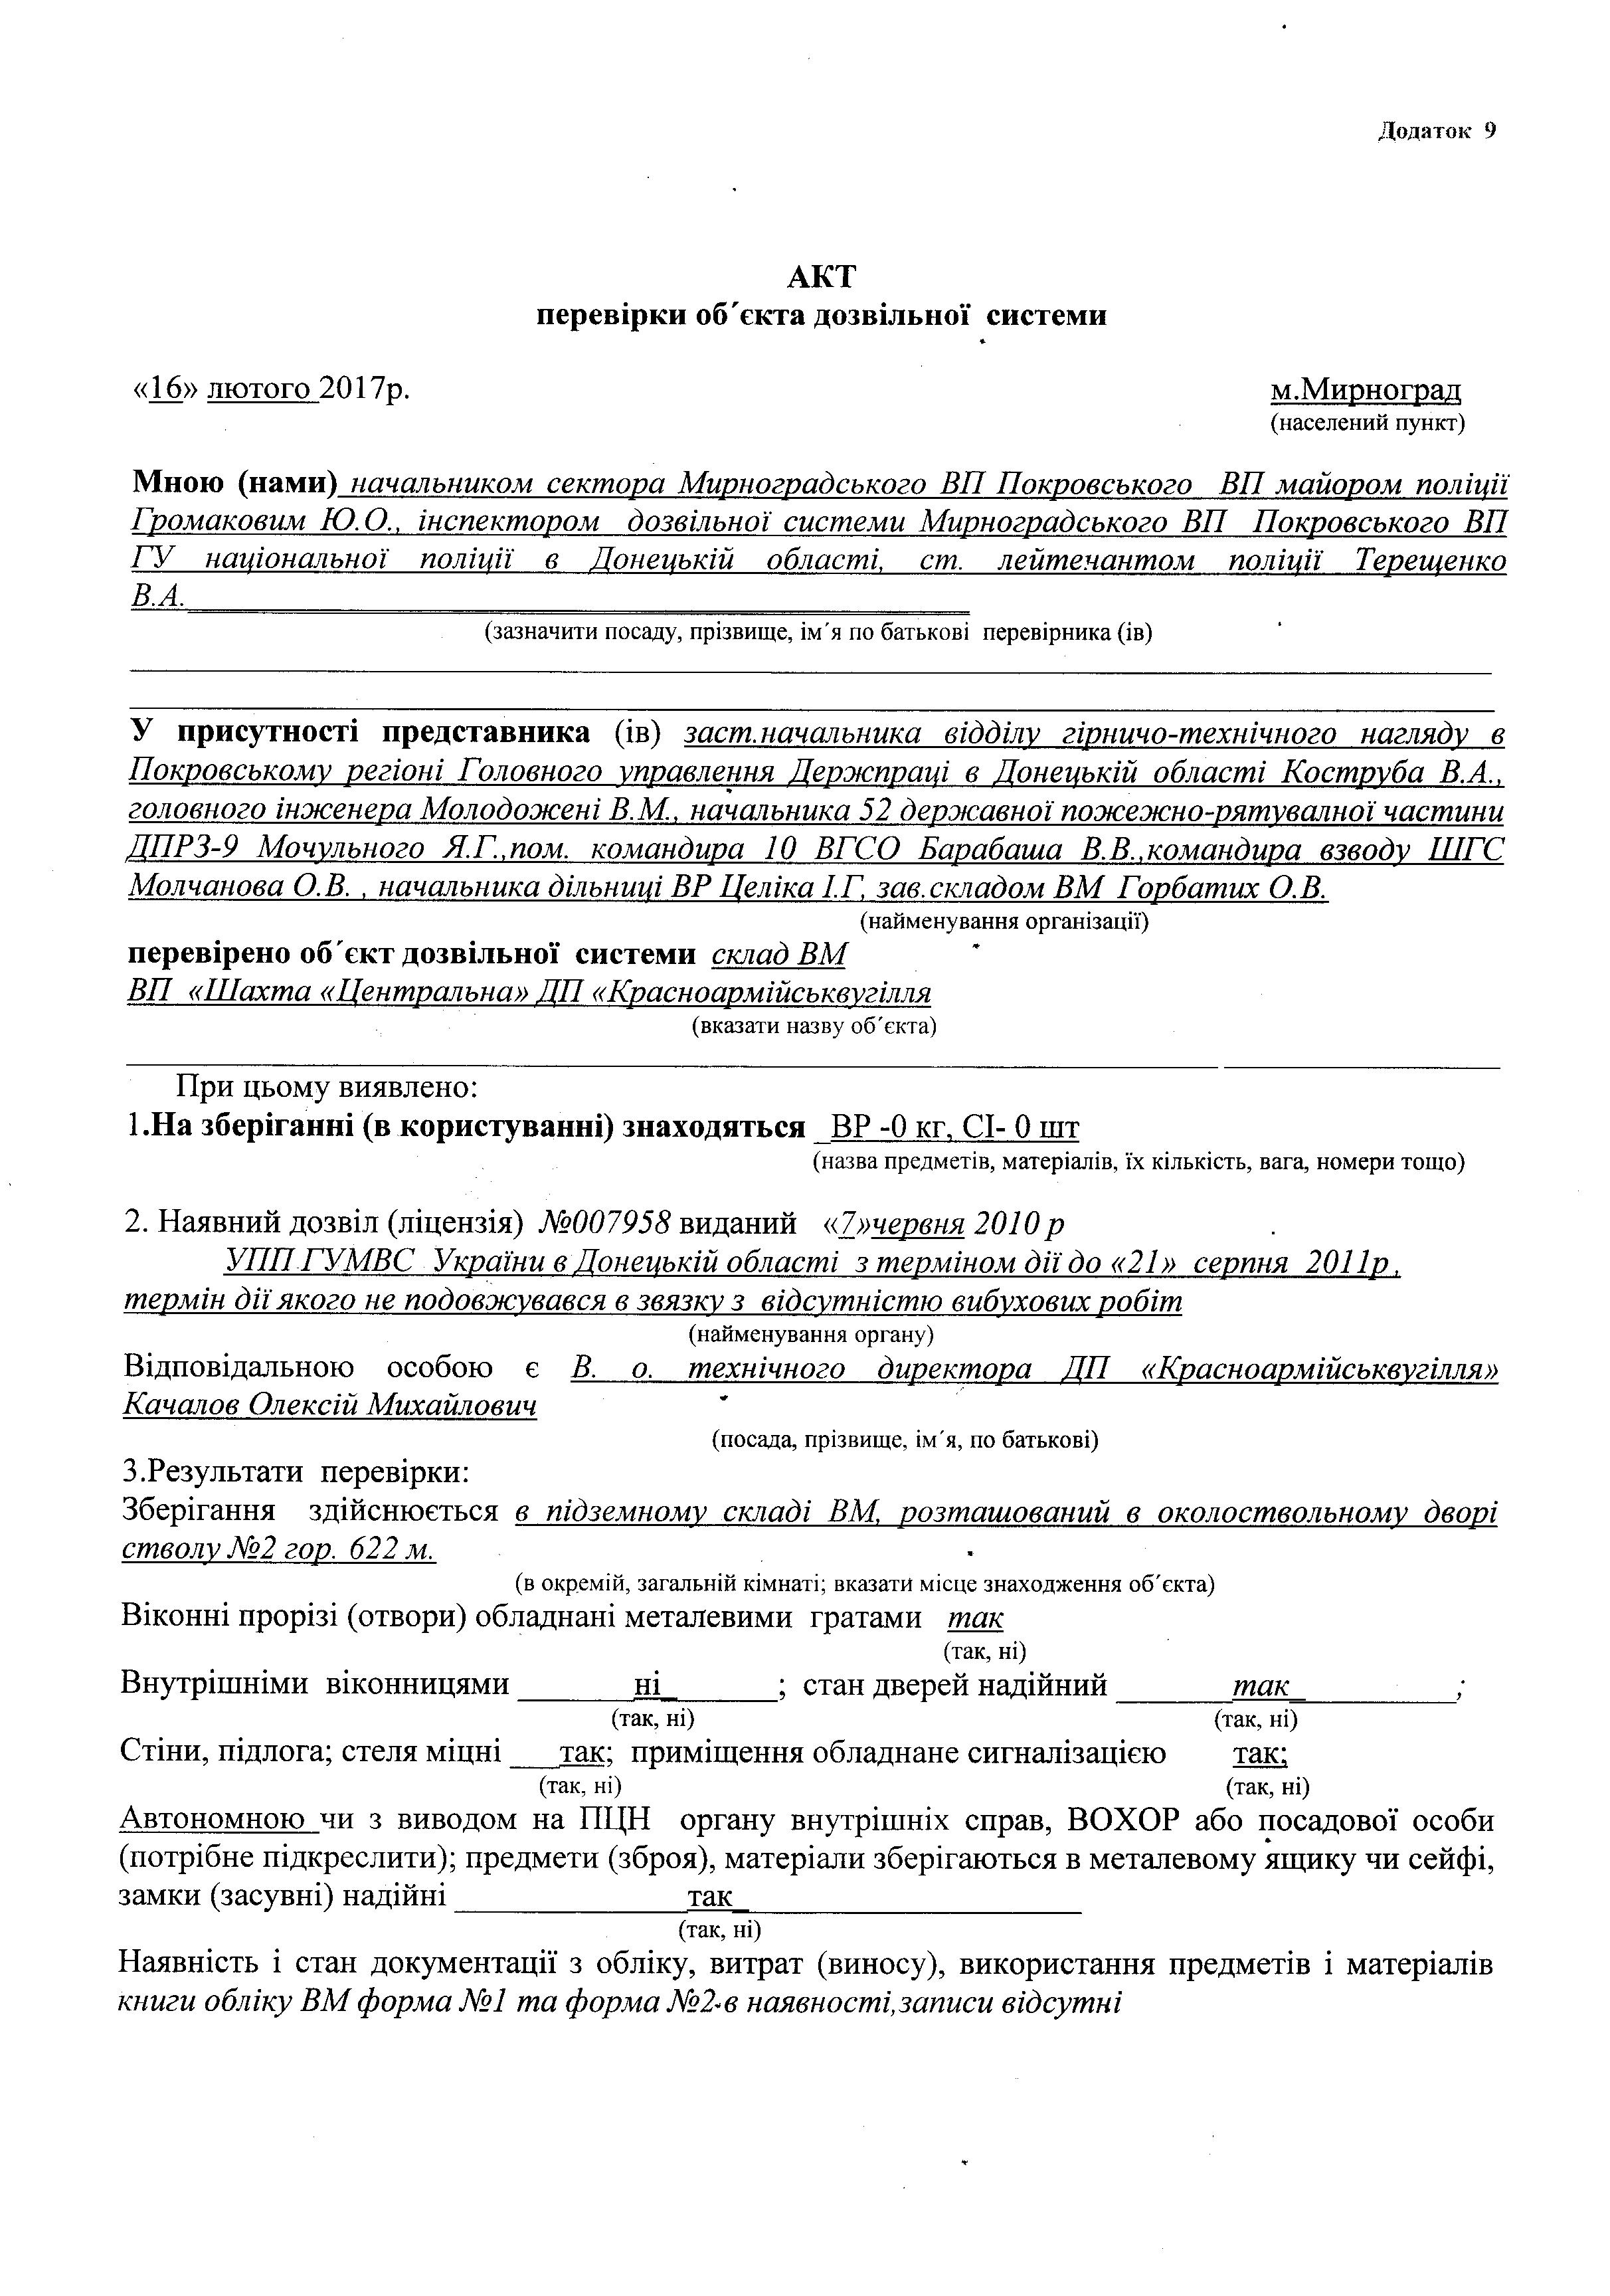 Додаток 9
АКТ
перевірки об´єкта дозвільної системи
«16» лютого 2017р. м.Мирноград
(населений пункт)
Мною (нами) начальником сектора Мирноградського ВП Покровського ВП майором поліції
Громаковим Ю.О., інспектором дозвільної системи Мирноградського ВП Покровського ВП
ГУ національної поліції в Донецькій області, ст. лейтенантом поліції Терещенко
В.А.
(зазначити посаду, прізвище, ім´я по батькові перевірника (ів)
У присутності представника (ів) заст.начальника відділу гірничо-технічного нагляду в
Покровському регіоні Головного управління Держпраці в Донецькій області Коструба В.А.,
головного інженера Молодожені В.М., начальника 52 державної пожежно-рятувалної частини
ДПРЗ-9 Мочульного Я.Г.,пом. командира 10 ВГСО Барабаша В.В.,командира взводу ШГС
Молчанова О.В. , начальника дільниці ВР Целіка І.Г, зав.складом ВМ Горбатих О.В.
(найменування організації)
перевірено об´єкт дозвільної системи склад ВМ
ВП «Шахта «Центральна» ДП «Красноармійськвугілля
(вказати назву об´єкта)
При цьому виявлено:
1.На зберіганні (в користуванні) знаходяться ВР -0 кг, СІ- 0 шт
(назва предметів, матеріалів, їх кількість, вага, номери тощо)
2. Наявний дозвіл (ліцензія) №007958 виданий «7»червня 2010 р
УПП ГУМВС України в Донецькій області з терміном дії до «21» серпня 2011р,
термін дії якого не подовжувався в звязку з відсутністю вибухових робіт
(найменування органу)
Відповідальною особою є В. о. технічного директора ДП «Красноармійськвугілля»
Качалов Олексій Михайлович
(посада, прізвище, ім´я, по батькові)
3.Результати перевірки:
Зберігання здійснюється в підземному складі ВМ, розташований в околоствольному дворі
стволу №2 гор. 622 м.
(в окремій, загальній кімнаті; вказати місце знаходження об´єкта)
Віконні прорізі (отвори) обладнані металевими гратами так
(так, ні)
Внутрішніми віконницями ні ; стан дверей надійний так ;
(так, ні) (так, ні)
Стіни, підлога; стеля міцні так; приміщення обладнане сигналізацією так;
(так, ні) (так, ні)
Автономною чи з виводом на ПЦН органу внутрішніх справ, ВОХОР або посадової особи
(потрібне підкреслити); предмети (зброя), матеріали зберігаються в металевому ящику чи сейфі,
замки (засувні) надійні так
(так, ні)
Наявність і стан документації з обліку, витрат (виносу), використання предметів і матеріалів
книги обліку ВМ форма №1 та форма №2-в наявності,записи відсутні